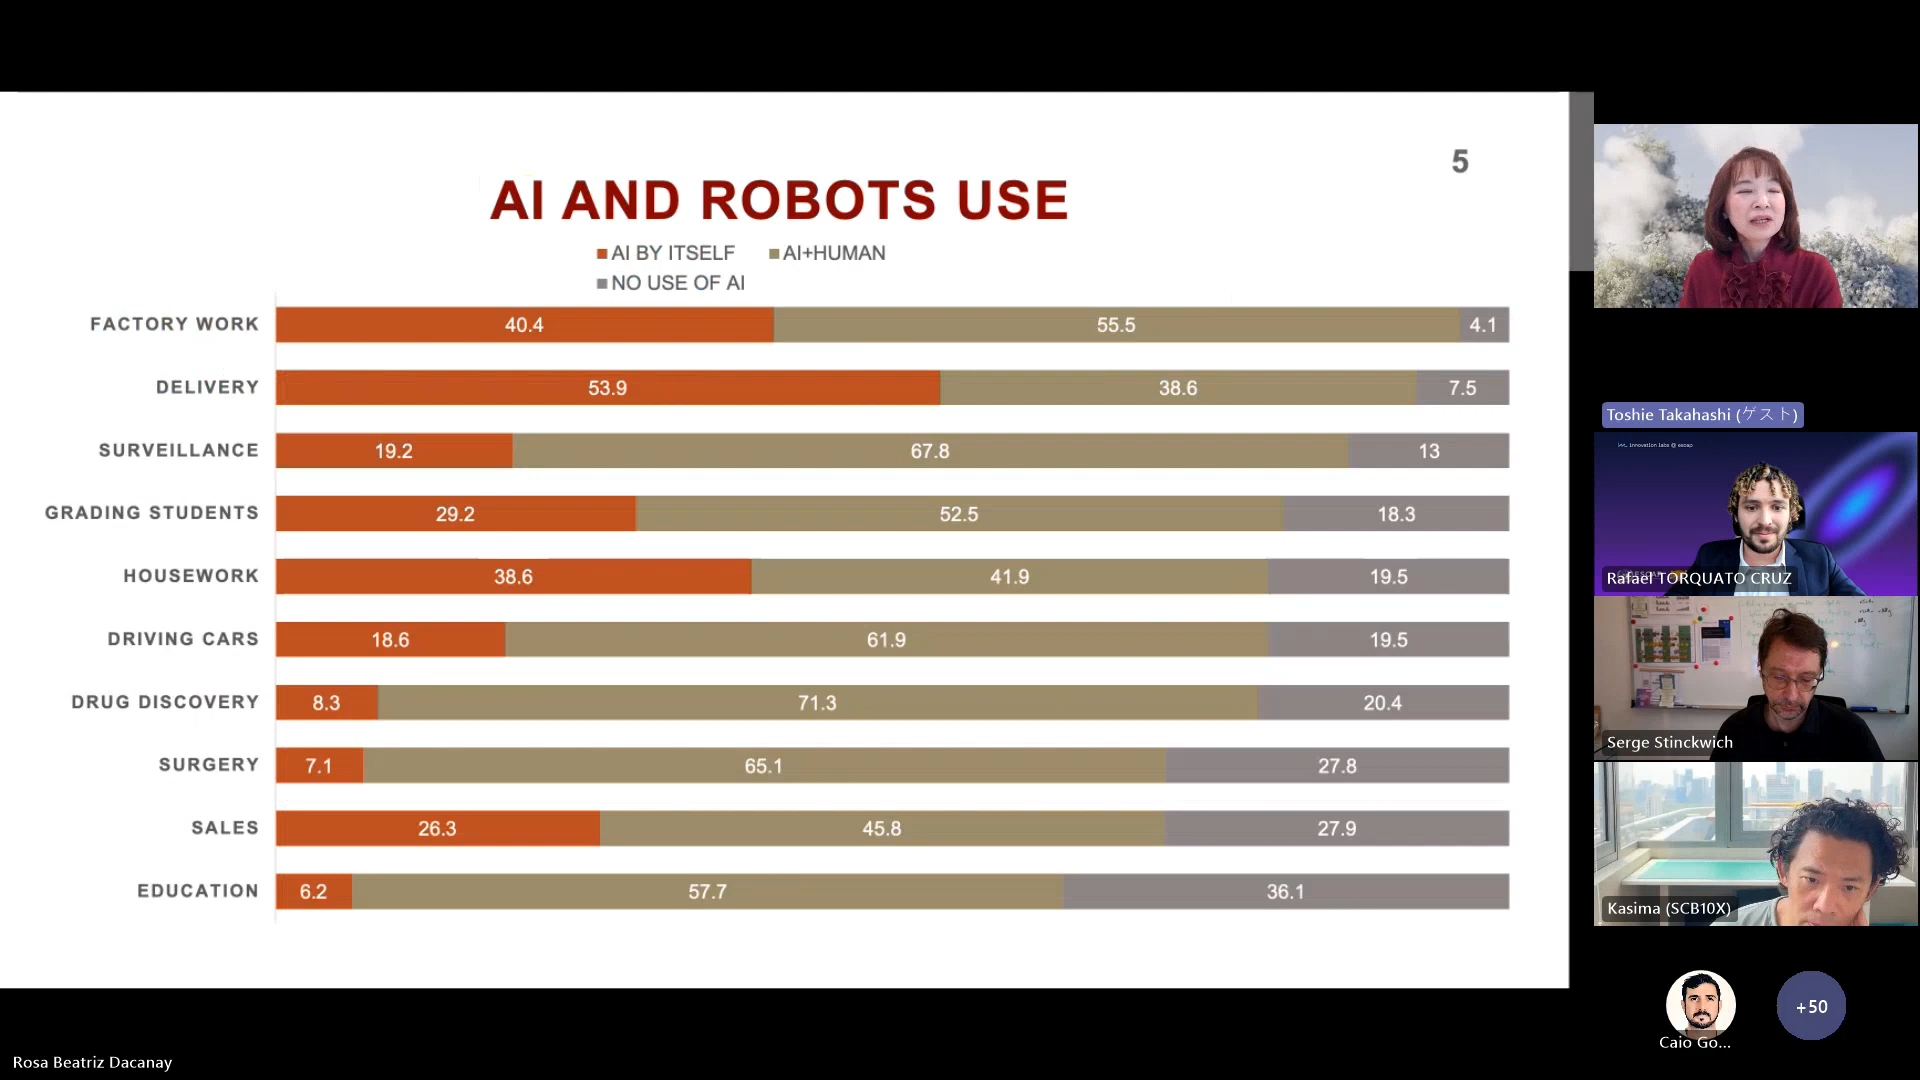 5
AI AND ROBOTS USE
AI BY ITSELF AI+HUMAN
NO USE OF AI
FACTORY WORK 40.4 55.5 4.1
DELIVERY 53.9 38.6 7.5
SURVEILLANCE 19.2 67.8 13
GRADING STUDENTS 29.2 52.5 18.3
HOUSEWORK 38.6 41.9 19.5
DRIVING CARS 18.6 61.9 19.5
DRUG DISCOVERY 8.3 71.3 20.4
SURGERY 7.1 65.1 27.8
SALES 26.3 45.8 27.9
EDUCATION 6.2 57.7 36.1
Toshie Takahashi (ゲスト)
innovation labs @ escap
Rafael TORQUATO CRUZ
Serge Stinckwich
Kasima (SCB10X)
Caio Go...
+50
Rosa Beatriz Dacanay